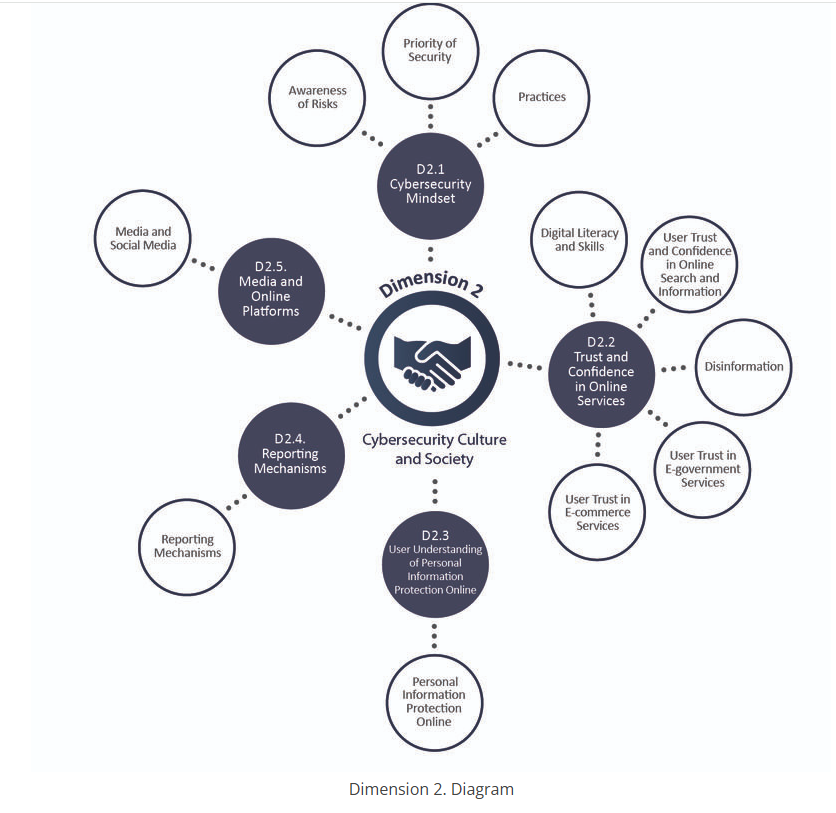 Priority of
Security
Awareness
of Risks
Practices
D2.1
Cybersecurity
Mindset
Digital Literacy
and Skills
User Trust
and Confidence
in Online
Search and
Information
Media and
Social Media
D2.5.
Media and
Online
Platforms
Dimension 2
D2.2
Trust and
Confidence
in Online
Services
Disinformation
D2.4.
Reporting
Mechanisms
Cybersecurity Culture
and Society
User Trust in
E-government
Services
User Trust in
E-commerce
Services
Reporting
Mechanisms
D2.3
User Understanding
of Personal
Information
Protection Online
Personal
Information
Protection
Online
Dimension 2. Diagram